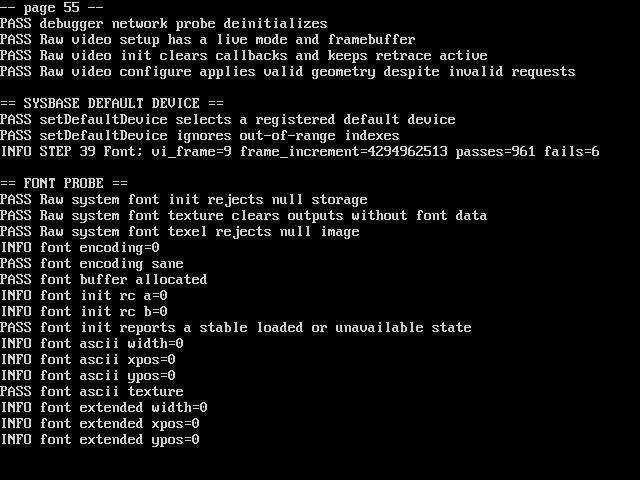 -- page 55 --
PASS debugger network probe deinitializes
PASS Raw video setup has a live mode and framebuffer
PASS Raw video init clears callbacks and keeps retrace active
PASS Raw video configure applies valid geometry despite invalid requests
== SYSBASE DEFAULT DEVICE ==
PASS setDefaultDevice selects a registered default device
PASS setDefaultDevice ignores out-of-range indexes
INFO STEP 39 Font; vi_frame=9 frame_increment=4294962513 passes=961 fails=6
== FONT PROBE ==
PASS Raw system font init rejects null storage
PASS Raw system font texture clears outputs without font data
PASS Raw system font texel rejects null image
INFO font encoding=0
PASS font encoding sane
PASS font buffer allocated
INFO font init rc a=0
INFO font init rc b=0
PASS font init reports a stable loaded or unavailable state
INFO font ascii width=0
INFO font ascii xpos=0
INFO font ascii ypos=0
PASS font ascii texture
INFO font extended width=0
INFO font extended xpos=0
INFO font extended ypos=0